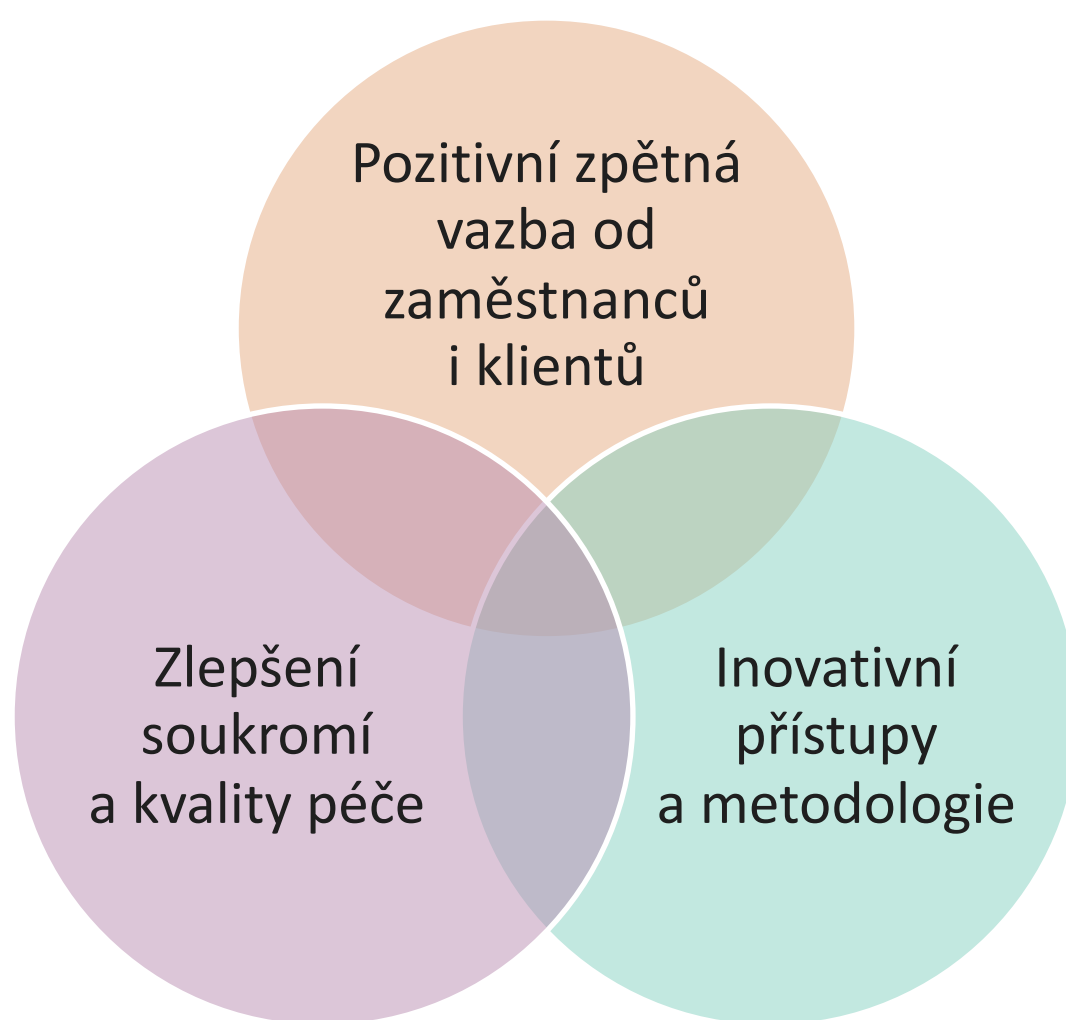 Pozitivní zpětná
vazba od
zaměstnanců
i klientů
Zlepšení
soukromí
a kvality péče
Inovativní
přístupy
a metodologie